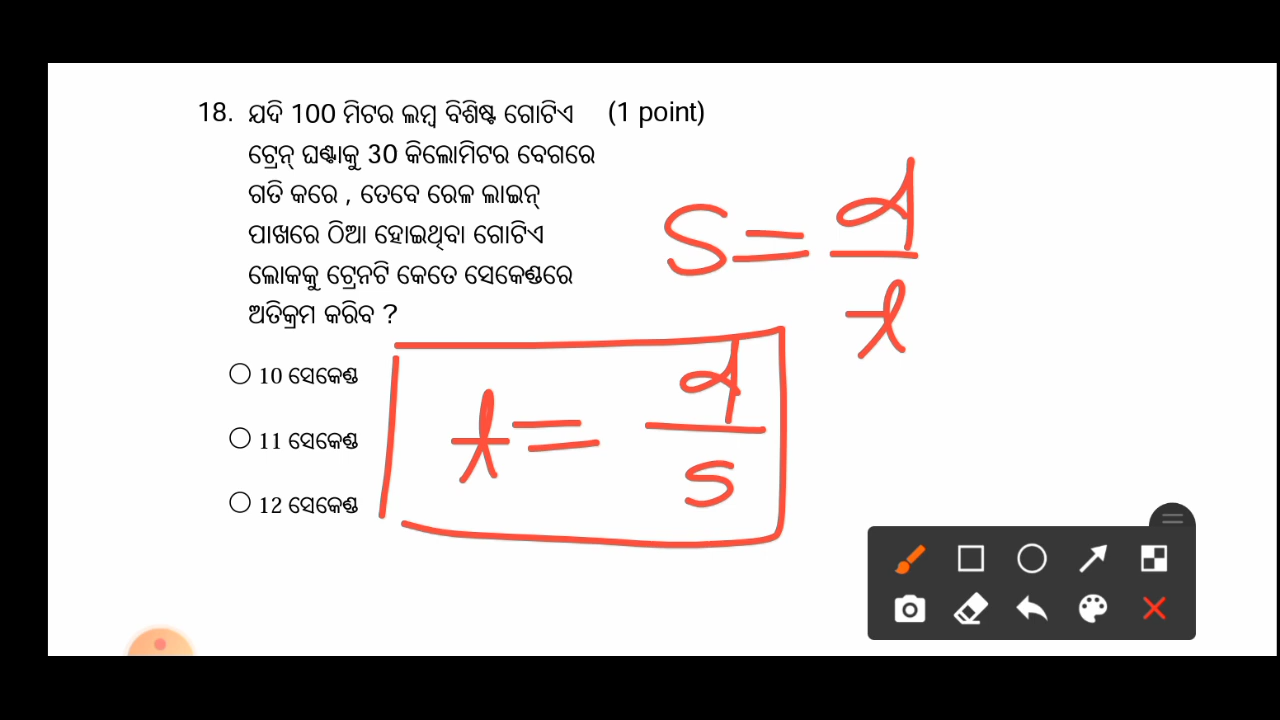 18. ଯଦି 100 ମିଟର ଲମ୍ବ ବିଶିଷ୍ଟ ଗୋଟିଏ (1 point)
ଟ୍ରେନ୍ ଘଣ୍ଟାକୁ 30 କିଲୋମିଟର ବେଗରେ
ଗତି କରେ , ତେବେ ରେଳ ଲାଇନ୍
ପାଖରେ ଠିଆ ହୋଇଥିବା ଗୋଟିଏ
ଲୋକକୁ ଟ୍ରେନଟି କେତେ ସେକେଣ୍ଡରେ
ଅତିକ୍ରମ କରିବ ?
S = d
t
10 ସେକେଣ୍ଡ
11 ସେକେଣ୍ଡ
12 ସେକେଣ୍ଡ
t = d
s